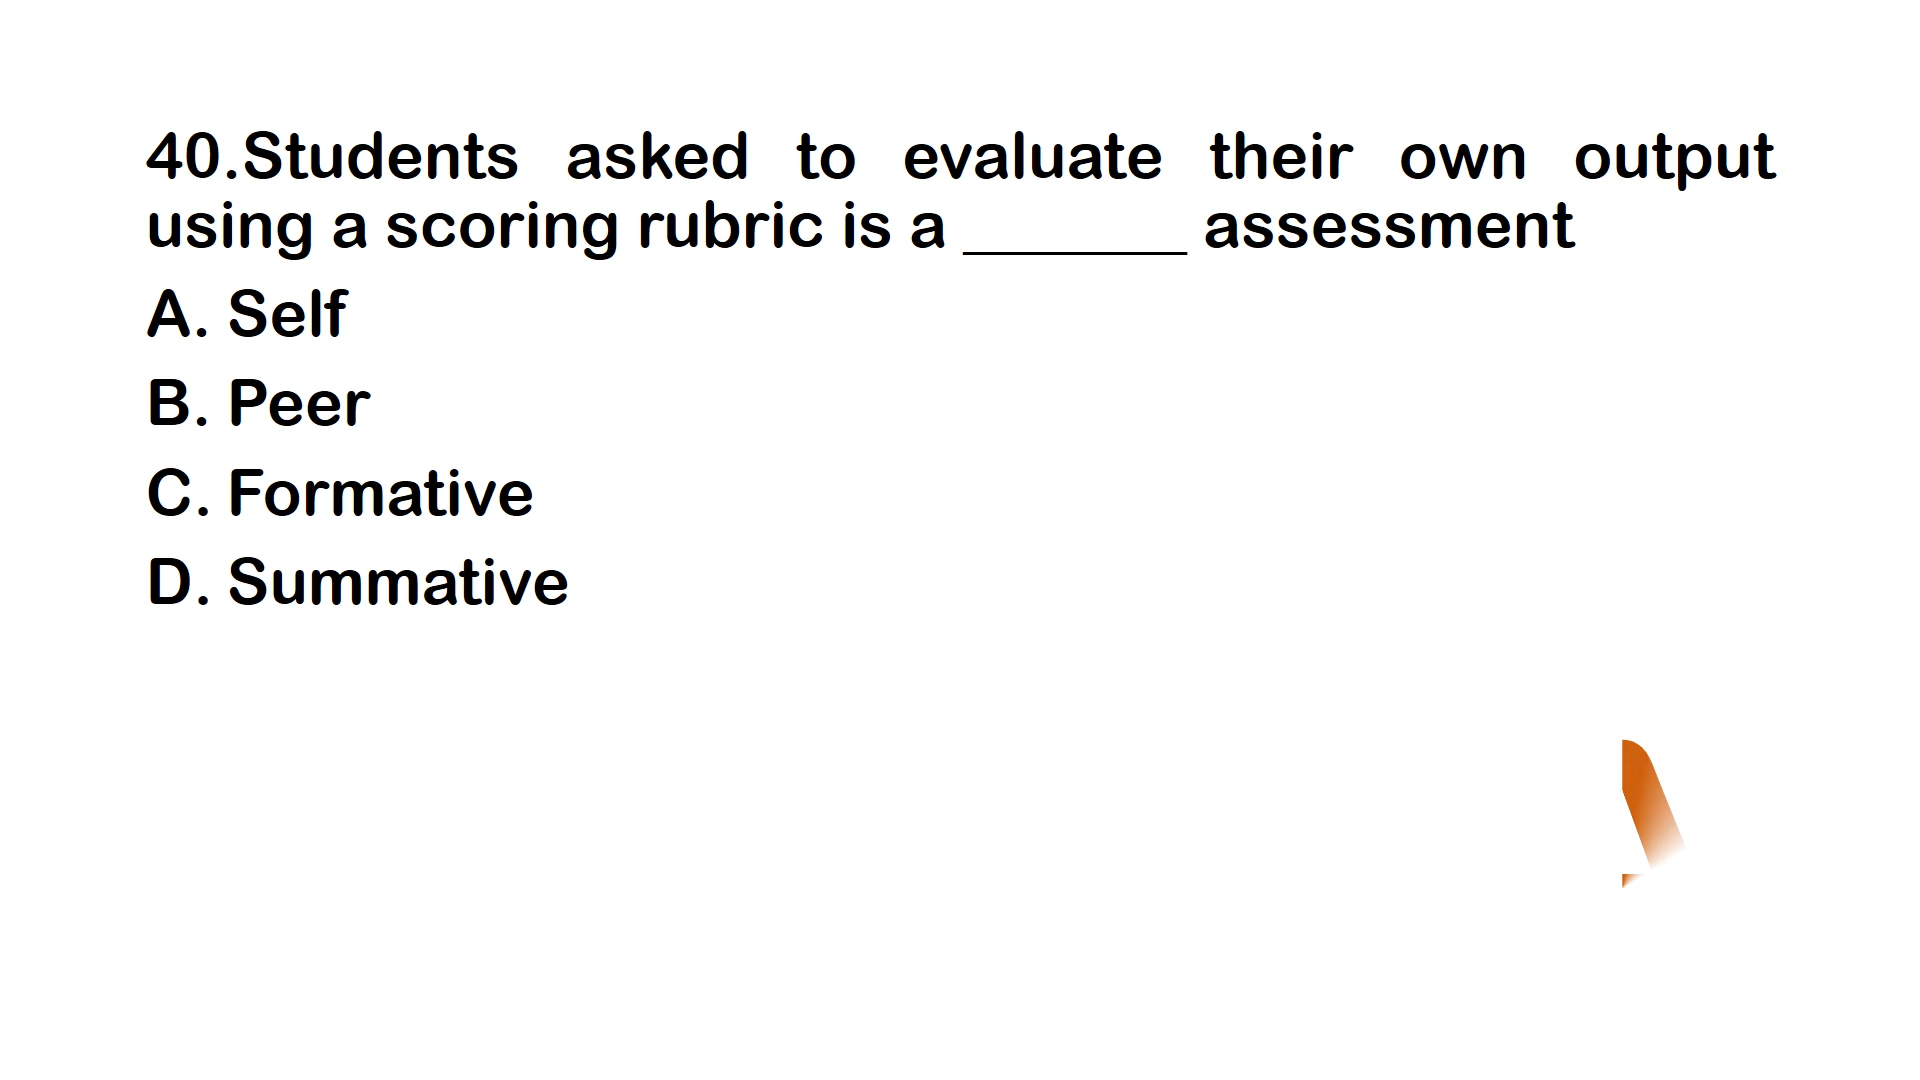 40.Students asked to evaluate their own output
using a scoring rubric is a _______ assessment
A. Self
B. Peer
C. Formative
D. Summative